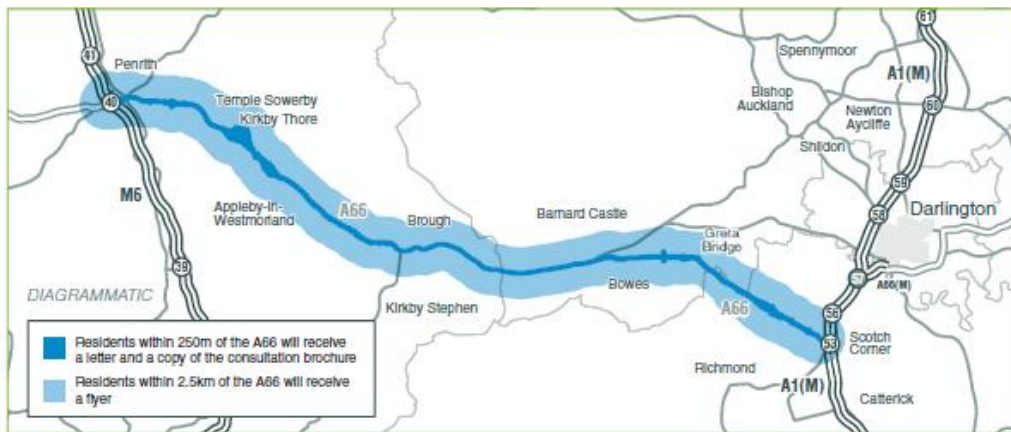 61
Spennymoor
41
Penrith
A1(M)
Bishop
Auckland
40
Temple Sowerby
Kirkby Thore
60
Newton
Aycliffe
Shildon
59
M6
Appleby-in-
Westmorland
A66
Brough
Barnard Castle
58
Darlington
Greta
Bridge
39
57
A66(M)
DIAGRAMMATIC
Kirkby Stephen
Bowes
A66
56
53
Scotch
Corner
Richmond
A1(M)
Catterick
Residents within 250m of the A66 will receive
a letter and a copy of the consultation brochure
Residents within 2.5km of the A66 will receive
a flyer